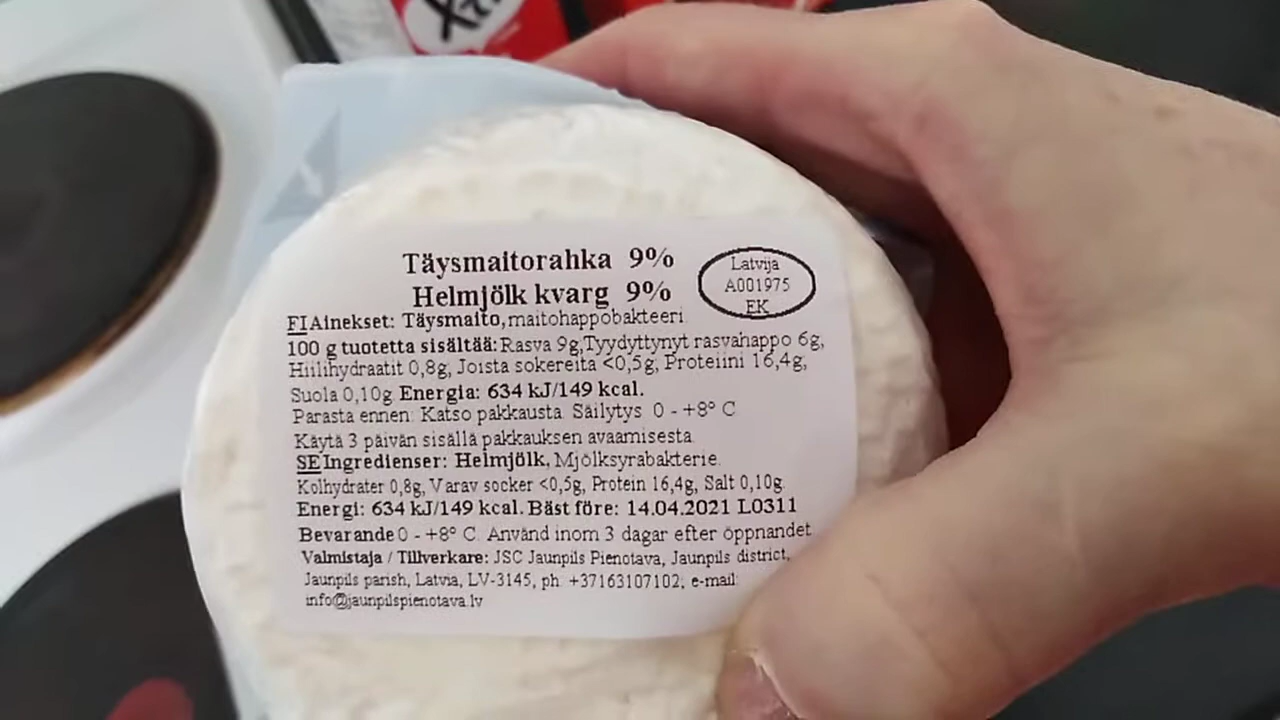 Täysmaitorahka 9%
Helmjölk kvarg 9%
Latvija
A001975
EK
FI Ainekset: Täysmaito, maitohappobakteeri.
100 g tuotetta sisältää: Rasva 9g, Tyydyttynyt rasvahappo 6g,
Hiilihydraatit 0,8g, Joista sokereita <0,5g, Proteiini 16,4g,
Suola 0,10g. Energia: 634 kJ/149 kcal.
Parasta ennen: Katso pakkausta. Säilytys 0 - +8° C
Käytä 3 päivän sisällä pakkauksen avaamisesta.
SE Ingredienser: Helmjölk, Mjölksyrabakterie.
Kolhydrater 0,8g, Varav socker <0,5g, Protein 16,4g, Salt 0,10g.
Energi: 634 kJ/149 kcal. Bäst före: 14.04.2021 L0311
Bevarande 0 - +8° C. Använd inom 3 dagar efter öppnandet.
Valmistaja / Tillverkare: JSC Jaunpils Pienotava, Jaunpils district,
Jaunpils parish, Latvia, LV-3145, ph. +37163107102; e-mail:
info@jaunpilspienotava.lv